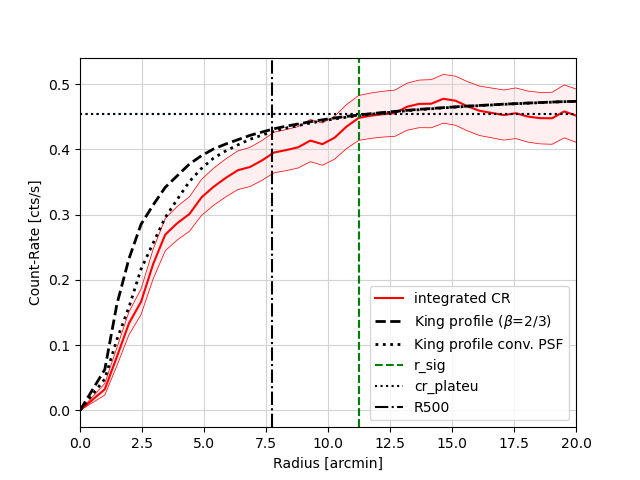 0.5
0.4
0.3
0.2
0.1
0.0
Count-Rate [cts/s]
integrated CR
King profile (β=2/3)
King profile conv. PSF
r_sig
cr_plateu
R500
0.0 2.5 5.0 7.5 10.0 12.5 15.0 17.5 20.0
Radius [arcmin]